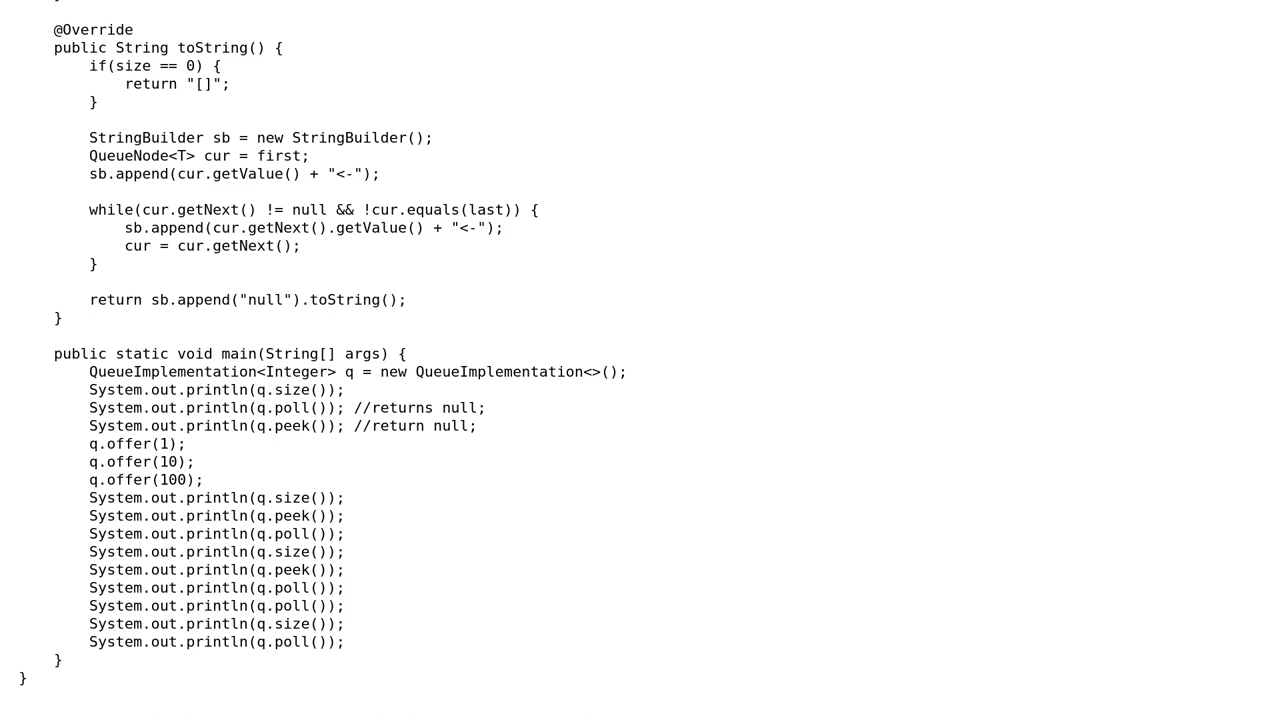 @Override
public String toString() {
if(size == 0) {
return "[]";
}
StringBuilder sb = new StringBuilder();
QueueNode<T> cur = first;
sb.append(cur.getValue() + "<-");
while(cur.getNext() != null && !cur.equals(last)) {
sb.append(cur.getNext().getValue() + "<-");
cur = cur.getNext();
}
return sb.append("null").toString();
}
public static void main(String[] args) {
QueueImplementation<Integer> q = new QueueImplementation<>();
System.out.println(q.size());
System.out.println(q.poll()); //returns null;
System.out.println(q.peek()); //return null;
q.offer(1);
q.offer(10);
q.offer(100);
System.out.println(q.size());
System.out.println(q.peek());
System.out.println(q.poll());
System.out.println(q.size());
System.out.println(q.peek());
System.out.println(q.poll());
System.out.println(q.poll());
System.out.println(q.size());
System.out.println(q.poll());
}
}